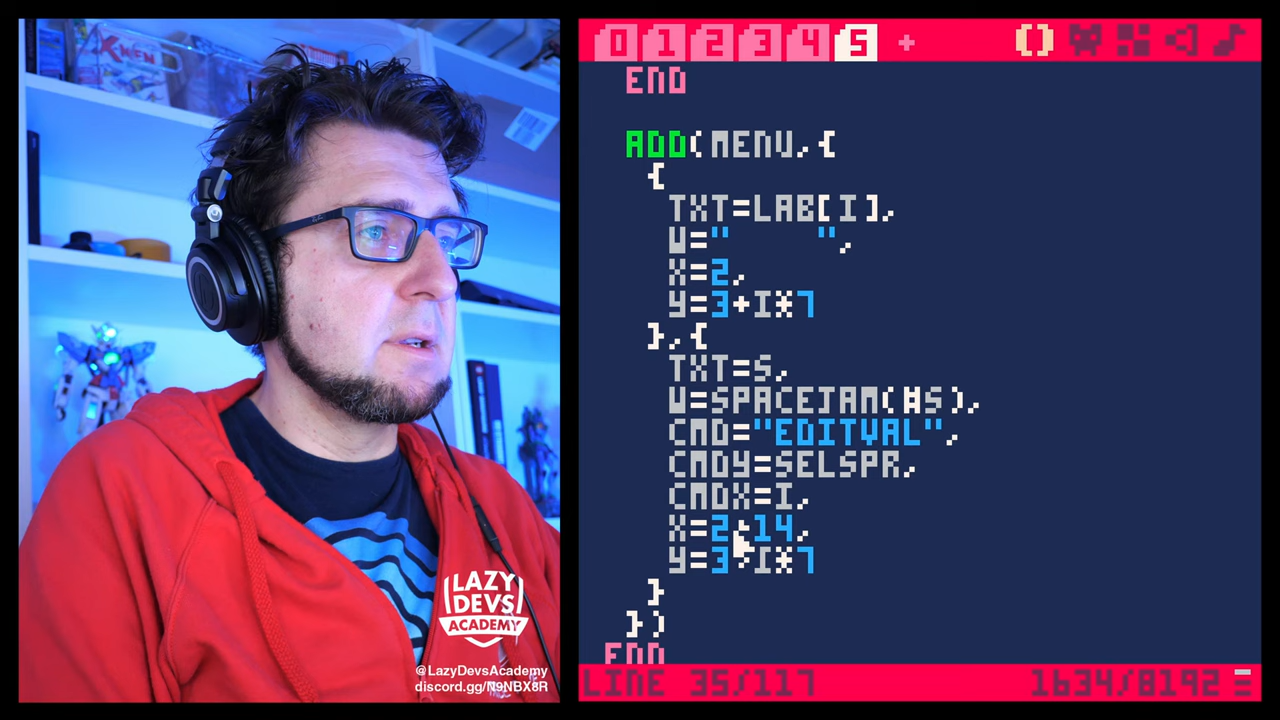 LAZY
DEVS
ACADEMY
@LazyDevsAcademy
discord.gg/N9NBX8R
0 1 2 3 4 5 +
END
ADD(MENU,{
{
TXT=LAB[I],
W="     ",
X=2,
Y=3+I*7
},{
TXT=S,
W=SPACEJAM(#S),
CMD="EDITVAL",
CMDY=SELSPR,
CMDX=I,
X=2+14,
Y=3+I*7
}
})
END
LINE 35/117
1634/8192